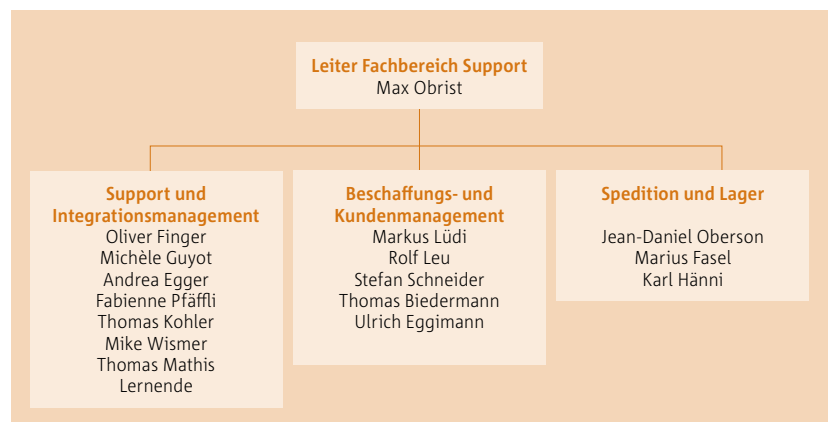 Leiter Fachbereich Support
Max Obrist
Support und
Integrationsmanagement
Oliver Finger
Michèle Guyot
Andrea Egger
Fabienne Pfäffli
Thomas Kohler
Mike Wismer
Thomas Mathis
Lernende
Beschaffungs- und
Kundenmanagement
Markus Lüdi
Rolf Leu
Stefan Schneider
Thomas Biedermann
Ulrich Eggimann
Spedition und Lager
Jean-Daniel Oberson
Marius Fasel
Karl Hänni